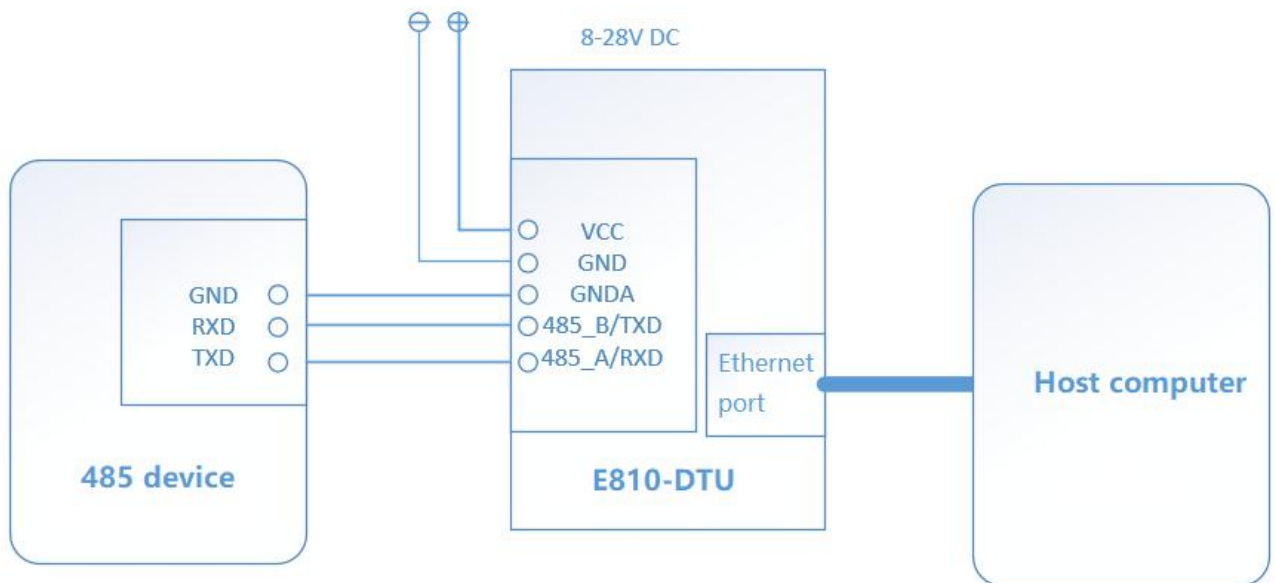 8-28V DC
VCC
GND
GNDA
485_B/TXD
485_A/RXD
GND
RXD
TXD
Ethernet
port
Host computer
485 device
E810-DTU